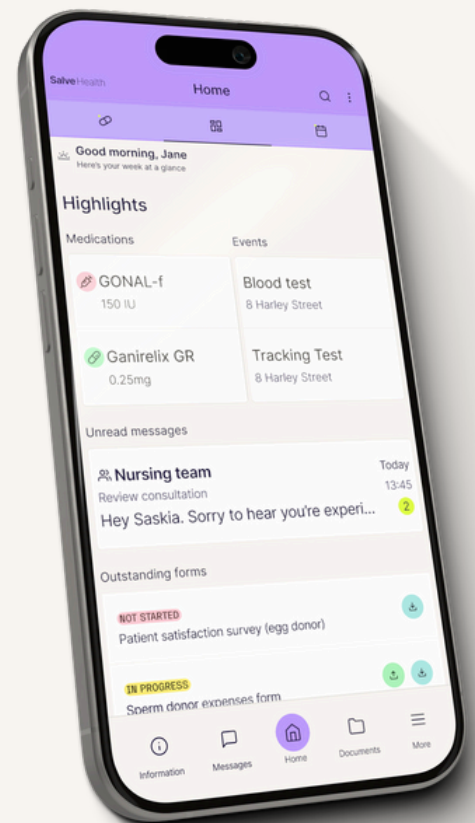 SalveHealth
Home
Good morning, Jane
Here's your week at a glance
Highlights
Medications
Events
GONAL-f
150 IU
Blood test
8 Harley Street
Ganirelix GR
0.25mg
Tracking Test
8 Harley Street
Unread messages
Nursing team
Today
Review consultation
13:45
Hey Saskia. Sorry to hear you're experi...
2
Outstanding forms
NOT STARTED
Patient satisfaction survey (egg donor)
IN PROGRESS
Sperm donor expenses form
Information
Messages
Home
Documents
More